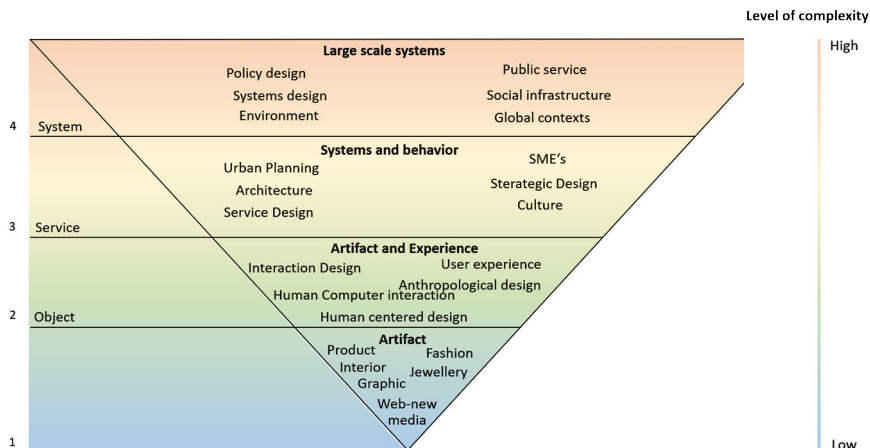 Level of complexity
High
Large scale systems
Policy design
Public service
Systems design
Social infrastructure
Environment
Global contexts
4
System
Systems and behavior
SME's
Urban Planning
Sterategic Design
Architecture
Culture
Service Design
3
Service
Artifact and Experience
User experience
Interaction Design
Anthropological design
Human Computer interaction
2
Object
Human centered design
Artifact
Product
Fashion
Interior
Jewellery
Graphic
Web-new
media
1
Low